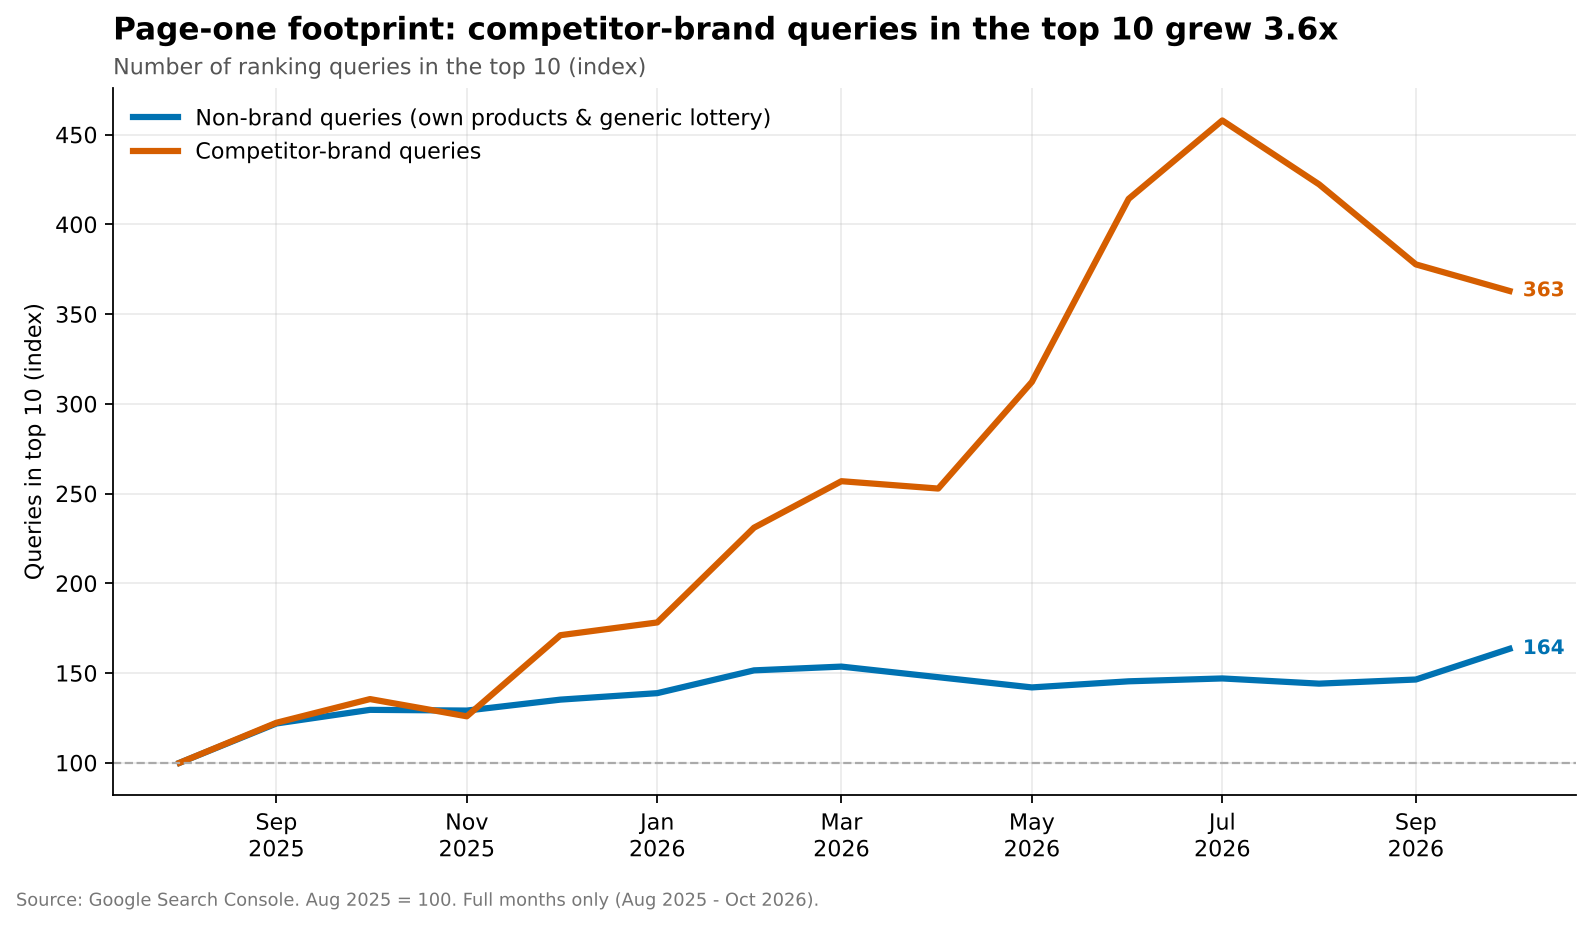 Page-one footprint: competitor-brand queries in the top 10 grew 3.6x
Number of ranking queries in the top 10 (index)
Non-brand queries (own products & generic lottery)
Competitor-brand queries
Queries in top 10 (index)
450
400
350
300
250
200
150
100
363
164
Sep 2025
Nov 2025
Jan 2026
Mar 2026
May 2026
Jul 2026
Sep 2026
Source: Google Search Console. Aug 2025 = 100. Full months only (Aug 2025 - Oct 2026).